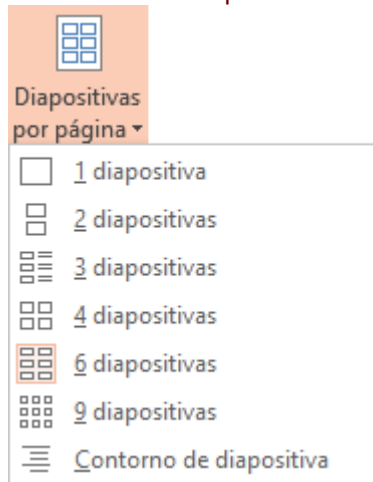 Diapositivas
por página
1 diapositiva
2 diapositivas
3 diapositivas
4 diapositivas
6 diapositivas
9 diapositivas
Contorno de diapositiva